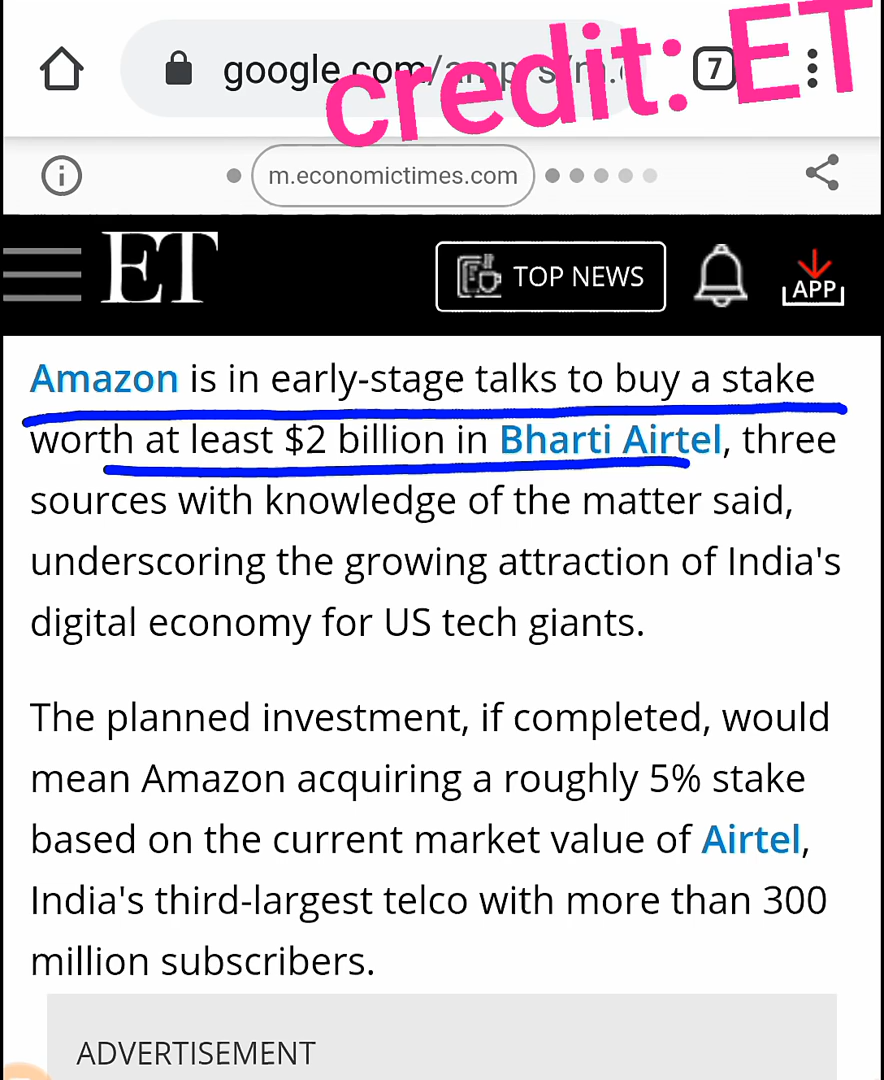 google.com/amp/s/m.
credit: ET
7
m.economictimes.com
ET
TOP NEWS
APP
Amazon is in early-stage talks to buy a stake
worth at least $2 billion in Bharti Airtel, three
sources with knowledge of the matter said,
underscoring the growing attraction of India's
digital economy for US tech giants.
The planned investment, if completed, would
mean Amazon acquiring a roughly 5% stake
based on the current market value of Airtel,
India's third-largest telco with more than 300
million subscribers.
ADVERTISEMENT